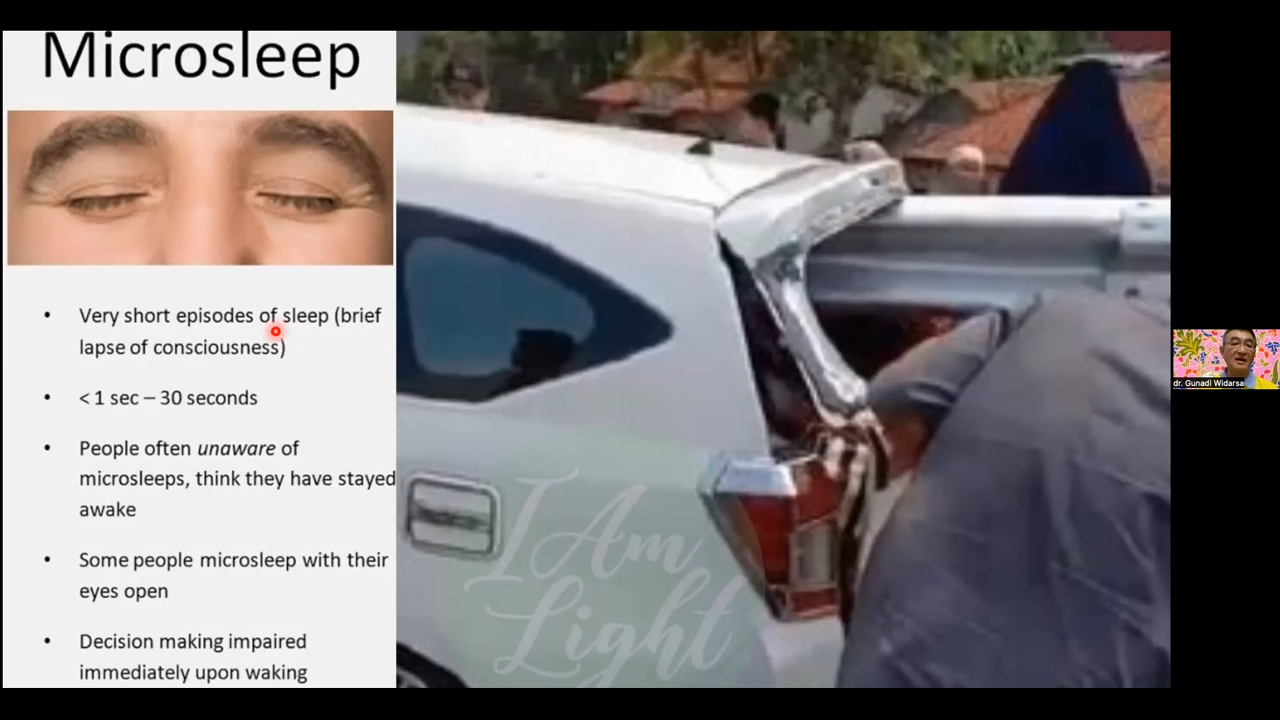 Microsleep
• Very short episodes of sleep (brief
lapse of consciousness)
• < 1 sec – 30 seconds
• People often unaware of
microsleeps, think they have stayed
awake
• Some people microsleep with their
eyes open
• Decision making impaired
immediately upon waking
I Am
Light
dr. Gunadi Widarsa